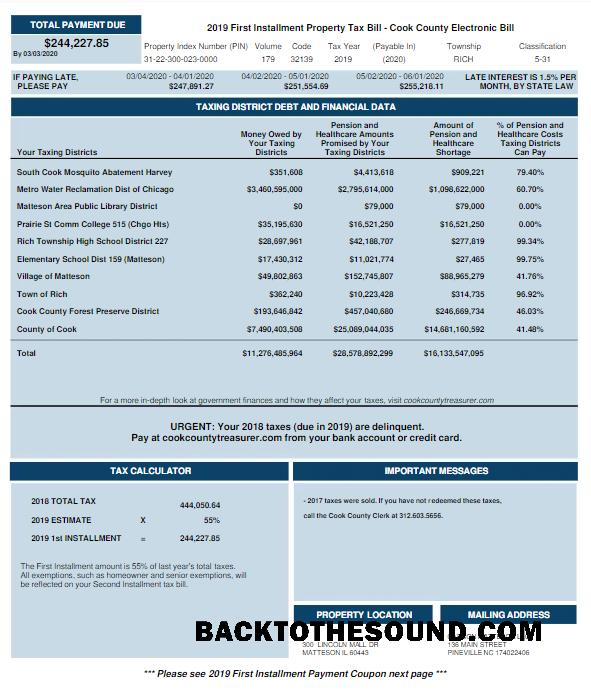 TOTAL PAYMENT DUE
$244,227.85
By 03/03/2020
2019 First Installment Property Tax Bill - Cook County Electronic Bill
Property Index Number (PIN) Volume Code Tax Year (Payable In) Township Classification
31-22-300-023-0000 179 32139 2019 (2020) RICH 5-31
IF PAYING LATE, PLEASE PAY
03/04/2020 - 04/01/2020 $247,891.27
04/02/2020 - 05/01/2020 $251,554.69
05/02/2020 - 06/01/2020 $255,218.11
LATE INTEREST IS 1.5% PER MONTH, BY STATE LAW
TAXING DISTRICT DEBT AND FINANCIAL DATA
Your Taxing Districts
Money Owed by Your Taxing Districts
Pension and Healthcare Amounts Promised by Your Taxing Districts
Amount of Pension and Healthcare Shortage
% of Pension and Healthcare Costs Taxing Districts Can Pay
South Cook Mosquito Abatement Harvey $351,608 $4,413,618 $909,221 79.40%
Metro Water Reclamation Dist of Chicago $3,460,595,000 $2,795,614,000 $1,098,622,000 60.70%
Matteson Area Public Library District $0 $79,000 $79,000 0.00%
Prairie St Comm College 515 (Chgo Hts) $35,195,630 $16,521,250 $16,521,250 0.00%
Rich Township High School District 227 $28,697,961 $42,188,707 $277,819 99.34%
Elementary School Dist 159 (Matteson) $17,430,312 $11,021,774 $27,465 99.75%
Village of Matteson $49,802,863 $152,745,807 $88,965,279 41.76%
Town of Rich $362,240 $10,223,428 $314,735 96.92%
Cook County Forest Preserve District $193,646,842 $457,040,680 $246,669,734 46.03%
County of Cook $7,490,403,508 $25,089,044,035 $14,681,160,592 41.48%
Total $11,276,485,964 $28,578,892,299 $16,133,547,095
For a more in-depth look at government finances and how they affect your taxes, visit cookcountytreasurer.com
URGENT: Your 2018 taxes (due in 2019) are delinquent.
Pay at cookcountytreasurer.com from your bank account or credit card.
TAX CALCULATOR
2018 TOTAL TAX 444,050.64
2019 ESTIMATE X 55%
2019 1st INSTALLMENT = 244,227.85
The First Installment amount is 55% of last year's total taxes.
All exemptions, such as homeowner and senior exemptions, will
be reflected on your Second Installment tax bill.
IMPORTANT MESSAGES
- 2017 taxes were sold. If you have not redeemed these taxes,
call the Cook County Clerk at 312.603.5656.
PROPERTY LOCATION
300 LINCOLN MALL DR
MATTESON IL 60443
MAILING ADDRESS
136 MAIN STREET
PINEVILLE NC 174022406
BACKTOTHESOUND.COM
*** Please see 2019 First Installment Payment Coupon next page ***